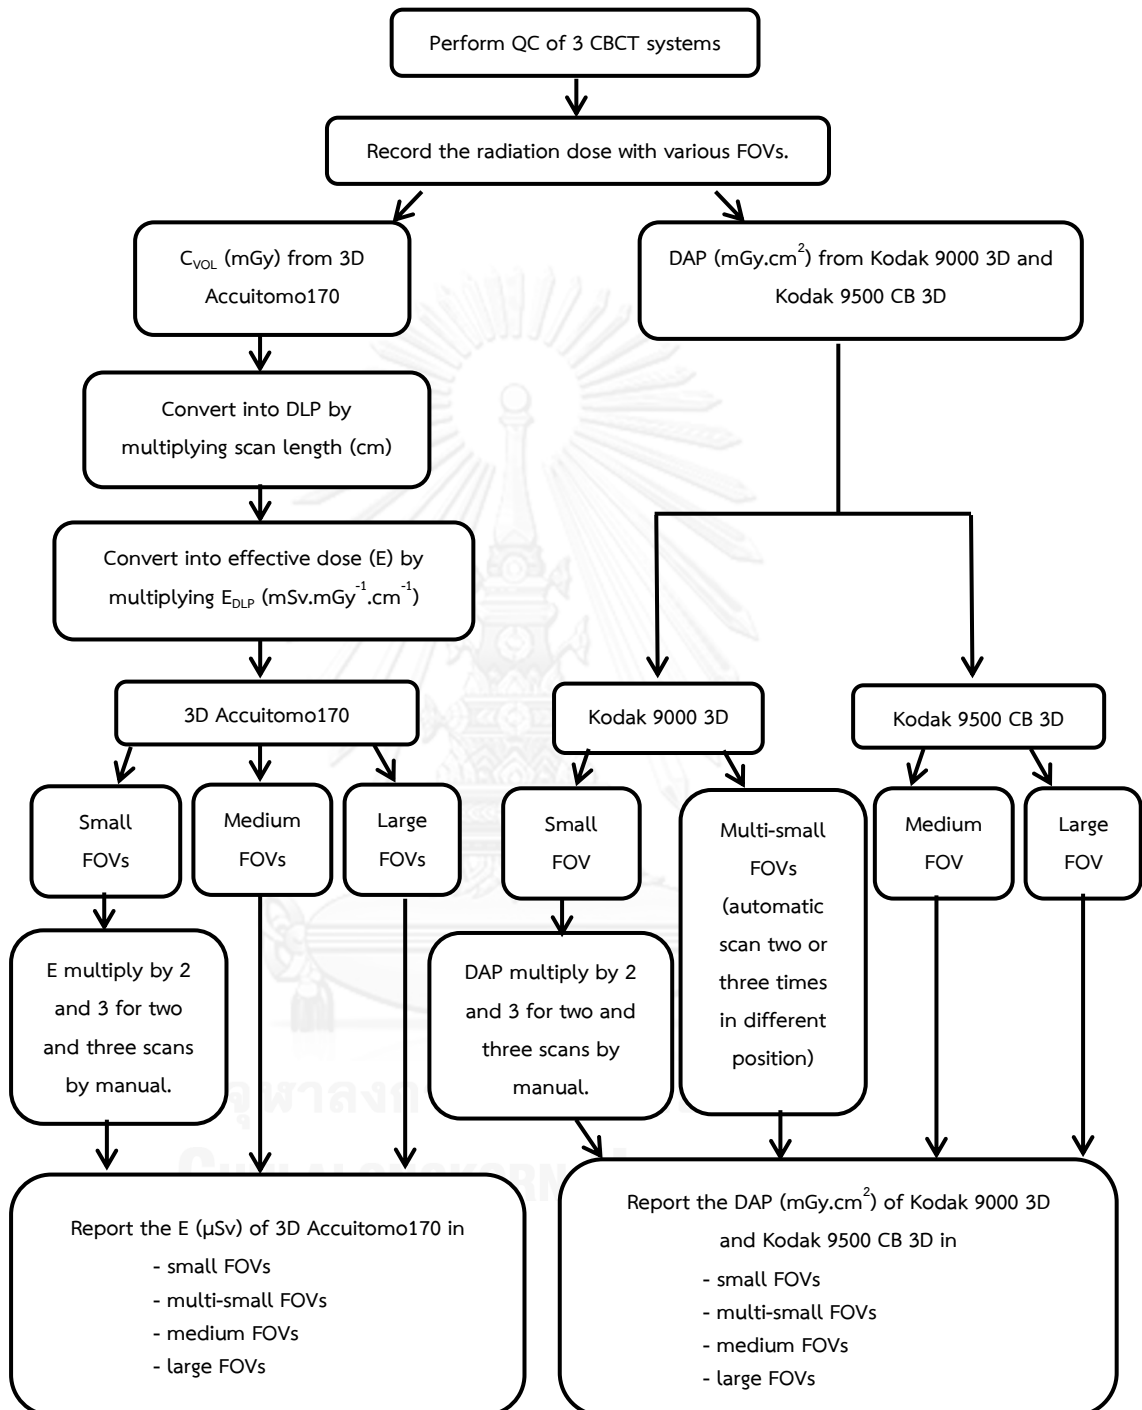 Perform QC of 3 CBCT systems
Record the radiation dose with various FOVs.
C_VOL (mGy) from 3D
Accuitomo170
DAP (mGy.cm²) from Kodak 9000 3D and
Kodak 9500 CB 3D
Convert into DLP by
multiplying scan length (cm)
Convert into effective dose (E) by
multiplying E_DLP (mSv.mGy⁻¹.cm⁻¹)
3D Accuitomo170
Kodak 9000 3D
Kodak 9500 CB 3D
Small
FOVs
Medium
FOVs
Large
FOVs
Small
FOV
Multi-small
FOVs
(automatic
scan two or
three times
in different
position)
Medium
FOV
Large
FOV
E multiply by 2
and 3 for two
and three scans
by manual.
DAP multiply by 2
and 3 for two and
three scans by
manual.
Report the E (µSv) of 3D Accuitomo170 in
- small FOVs
- multi-small FOVs
- medium FOVs
- large FOVs
Report the DAP (mGy.cm²) of Kodak 9000 3D
and Kodak 9500 CB 3D in
- small FOVs
- multi-small FOVs
- medium FOVs
- large FOVs